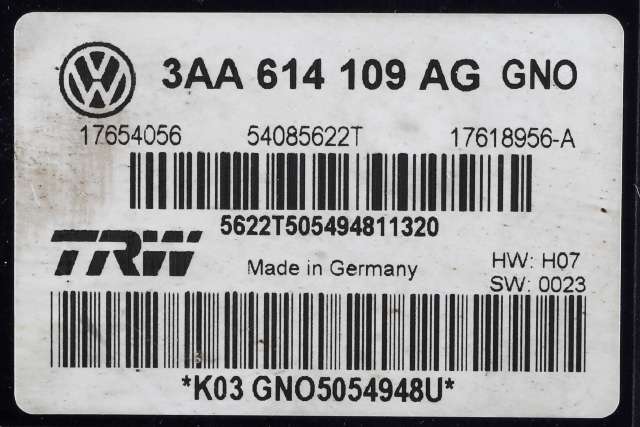 3AA 614 109 AG GNO
17654056 54085622T 17618956-A
5622T505494811320
TRW Made in Germany HW: H07
SW: 0023
*K03 GNO5054948U*